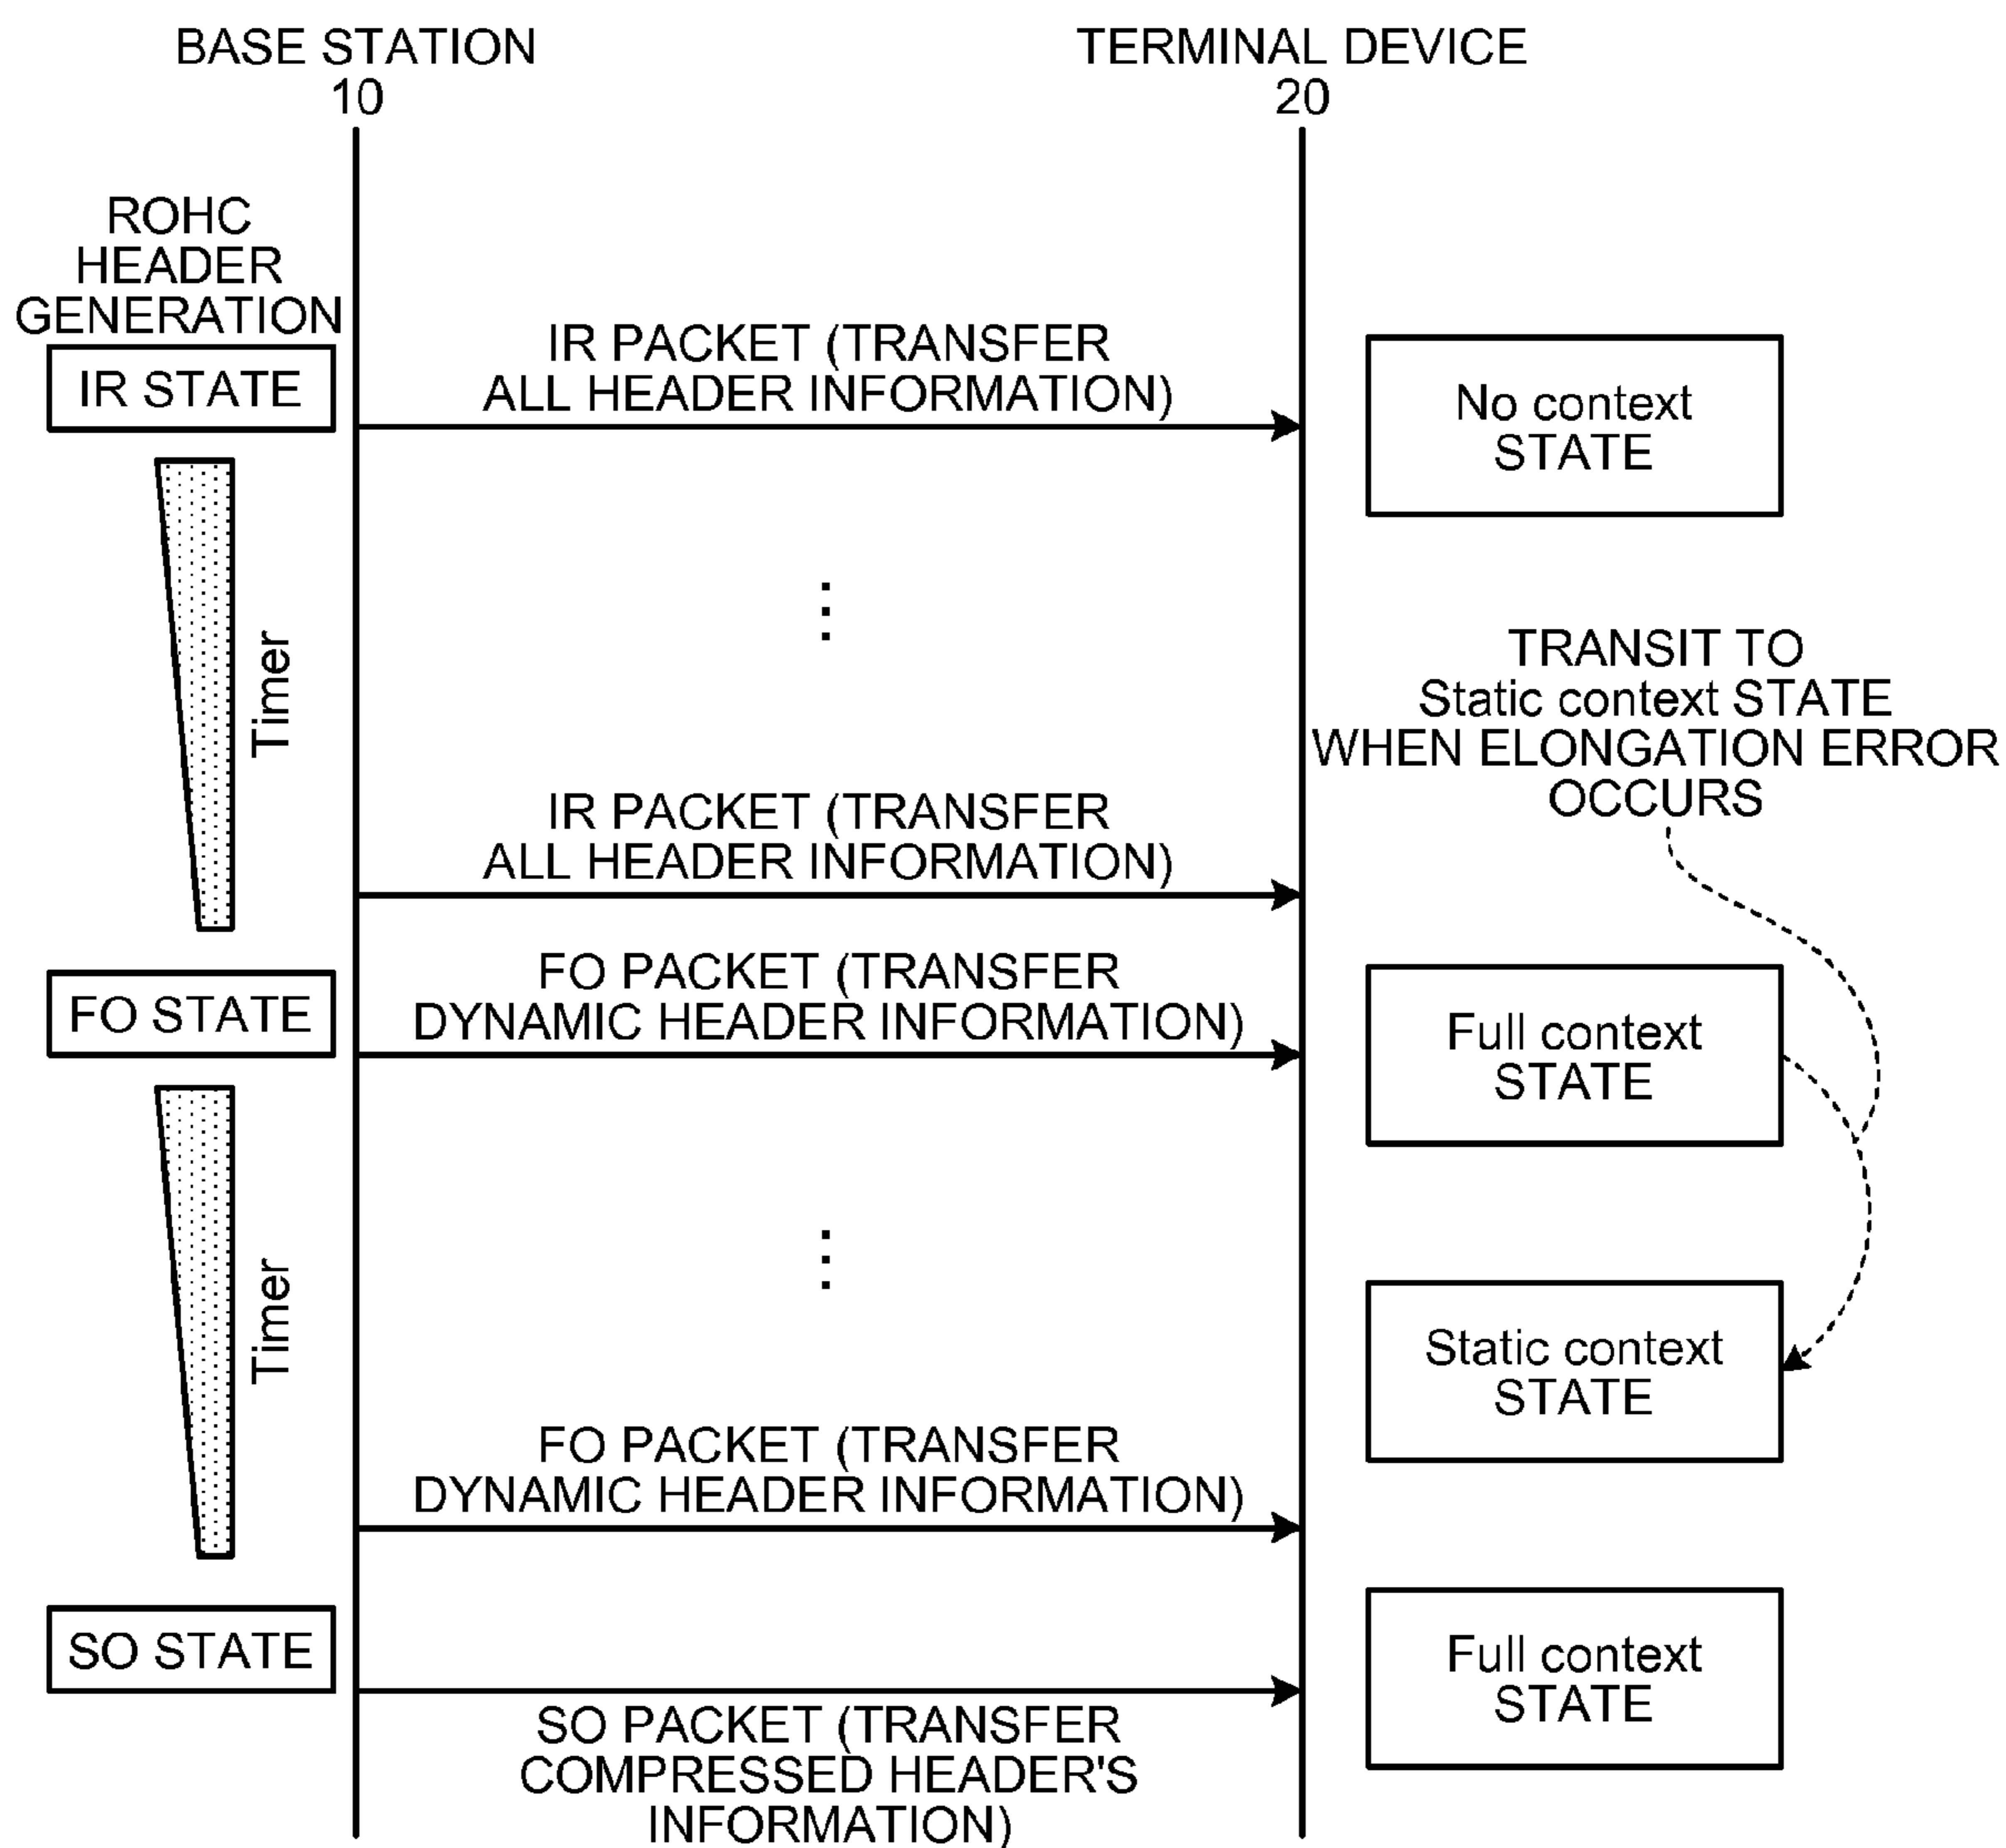 BASE STATION
10
TERMINAL DEVICE
20
ROHC
HEADER
GENERATION
IR STATE
IR PACKET (TRANSFER
ALL HEADER INFORMATION)
No context
STATE
Timer
TRANSIT TO
Static context STATE
WHEN ELONGATION ERROR
OCCURS
IR PACKET (TRANSFER
ALL HEADER INFORMATION)
FO STATE
FO PACKET (TRANSFER
DYNAMIC HEADER INFORMATION)
Full context
STATE
Timer
Static context
STATE
FO PACKET (TRANSFER
DYNAMIC HEADER INFORMATION)
SO STATE
Full context
STATE
SO PACKET (TRANSFER
COMPRESSED HEADER'S
INFORMATION)